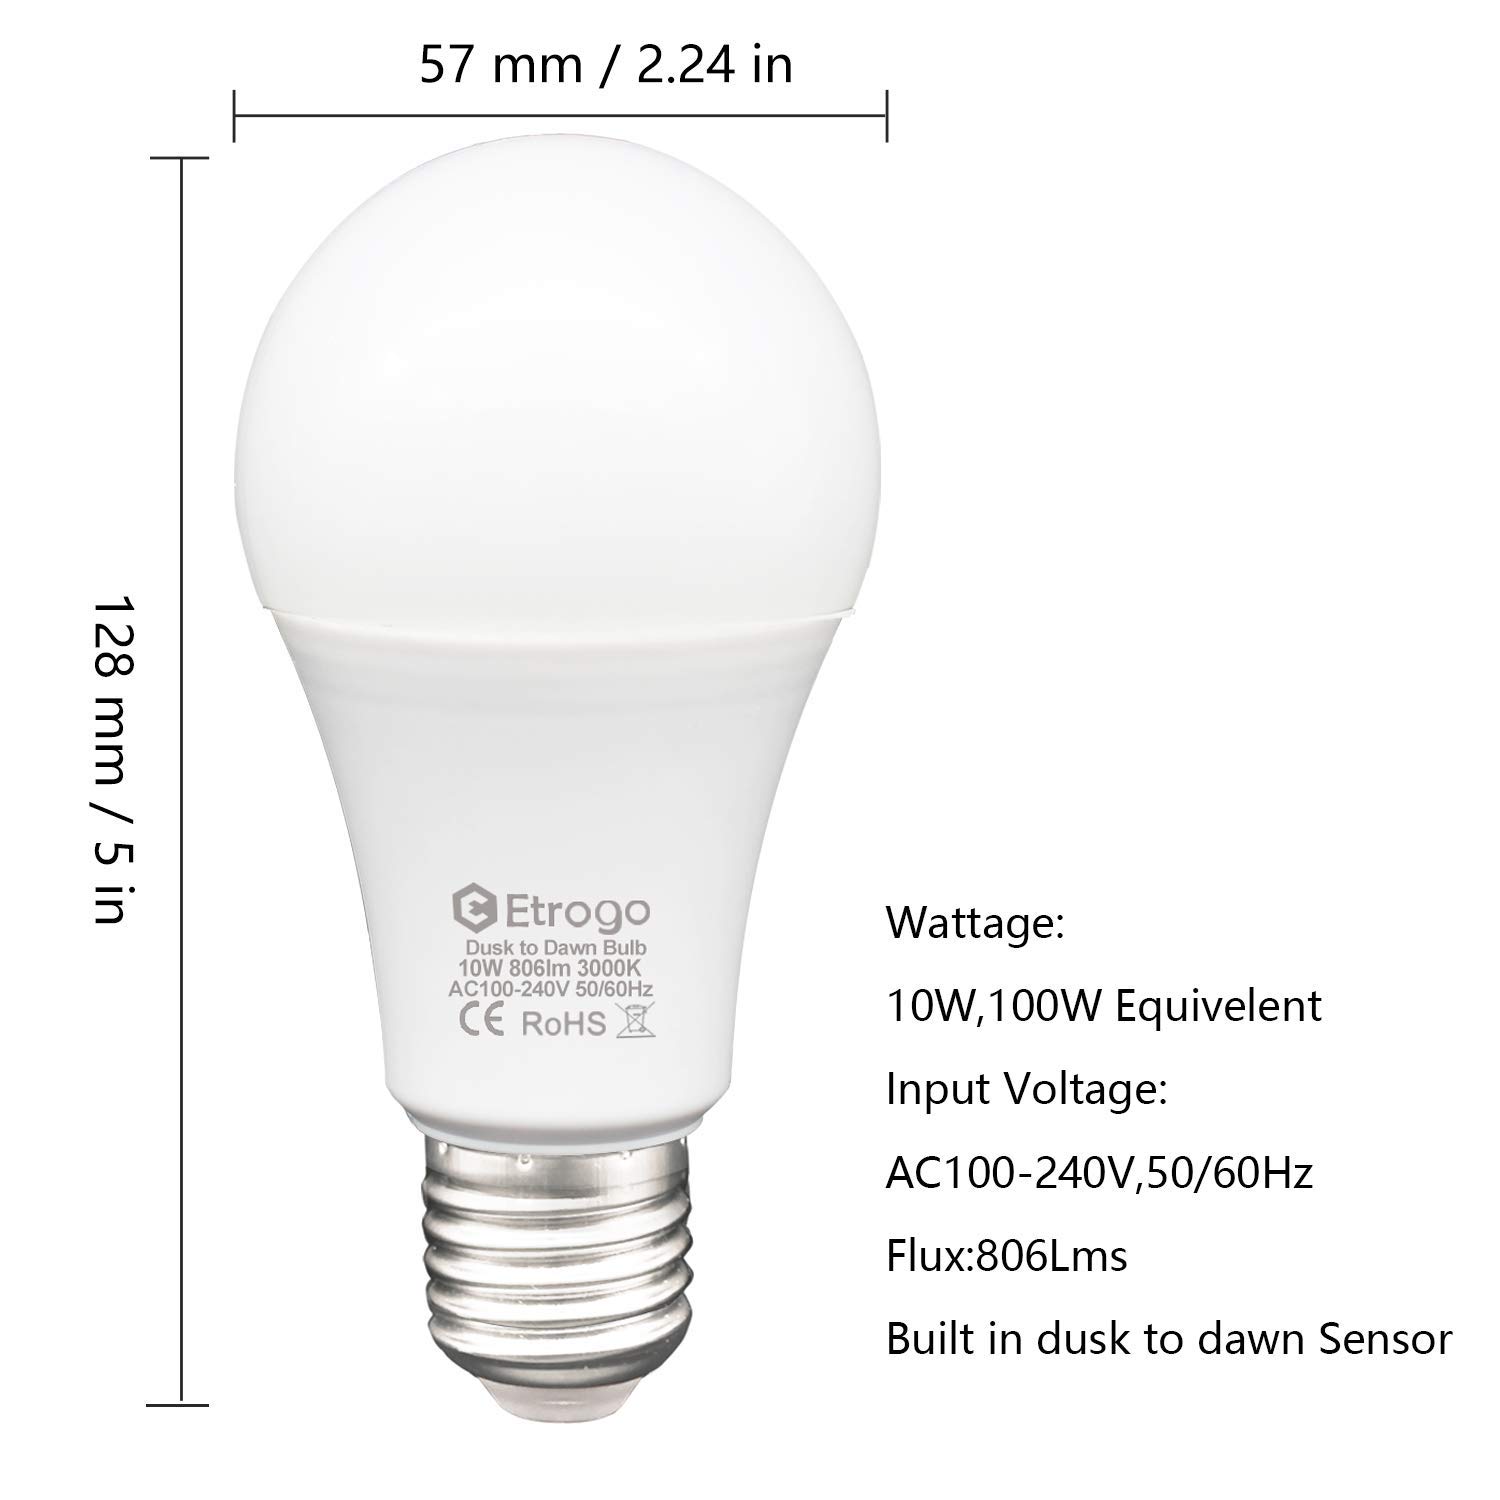 57 mm / 2.24 in
128 mm / 5 in
Etrogo
Dusk to Dawn Bulb
10W 806lm 3000K
AC100-240V 50/60Hz
CE RoHS
Wattage:
10W,100W Equivelent
Input Voltage:
AC100-240V,50/60Hz
Flux:806Lms
Built in dusk to dawn Sensor